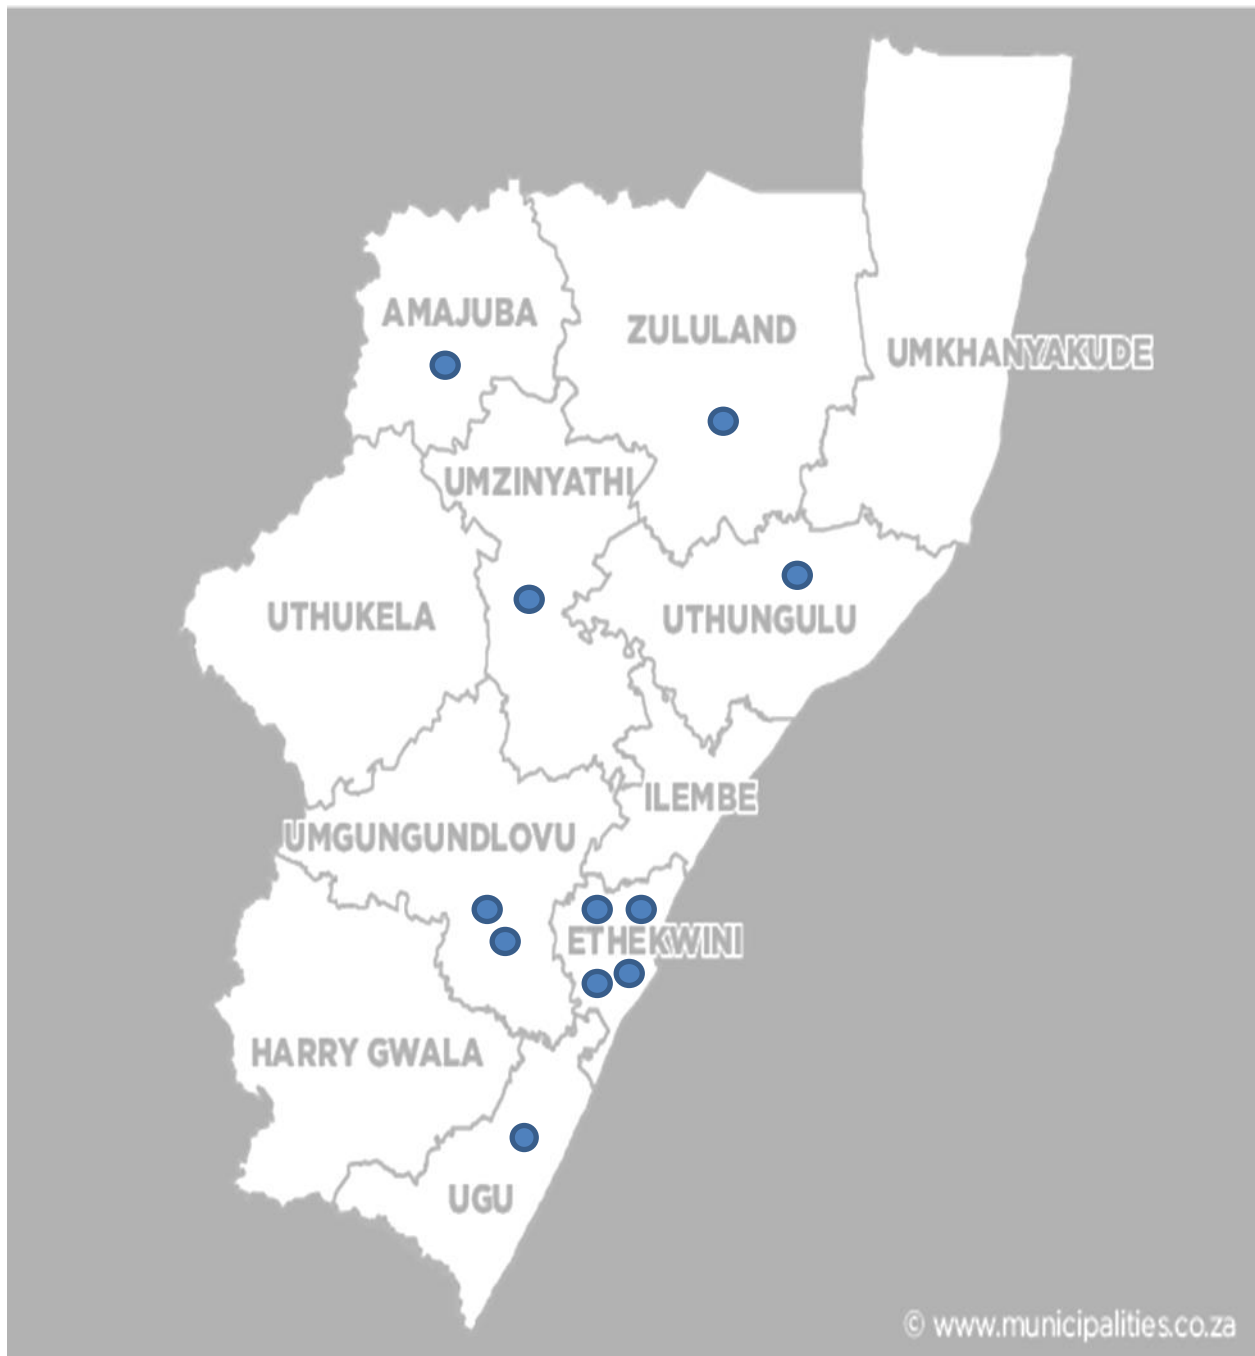 AMAJUBA
ZULULAND
UMKHANYAKUDE
UMZINYATHI
UTHUKELA
UTHUNGULU
ILEMBE
UMGUNGUNDLOVU
ETHEKWINI
HARRY GWALA
UGU
© www.municipalities.co.za